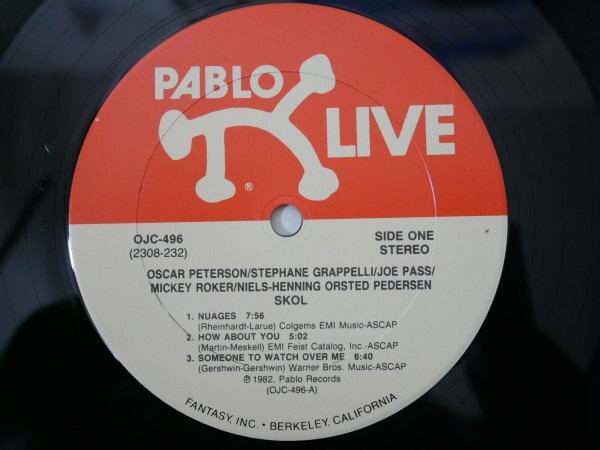 PABLO LIVE
®
OJC-496 SIDE ONE
(2308-232) STEREO
OSCAR PETERSON/STEPHANE GRAPPELLI/JOE PASS/
MICKEY ROKER/NIELS-HENNING ORSTED PEDERSEN
SKOL
1. NUAGES 7:56
(Rheinhardt-Larue) Colgems EMI Music-ASCAP
2. HOW ABOUT YOU 5:02
(Martin-Meskell) EMI Feist Catalog, Inc.-ASCAP
3. SOMEONE TO WATCH OVER ME 6:40
(Gershwin-Gershwin) Warner Bros. Music-ASCAP
℗ 1982, Pablo Records
(OJC-496-A)
FANTASY, INC. • BERKELEY, CALIFORNIA